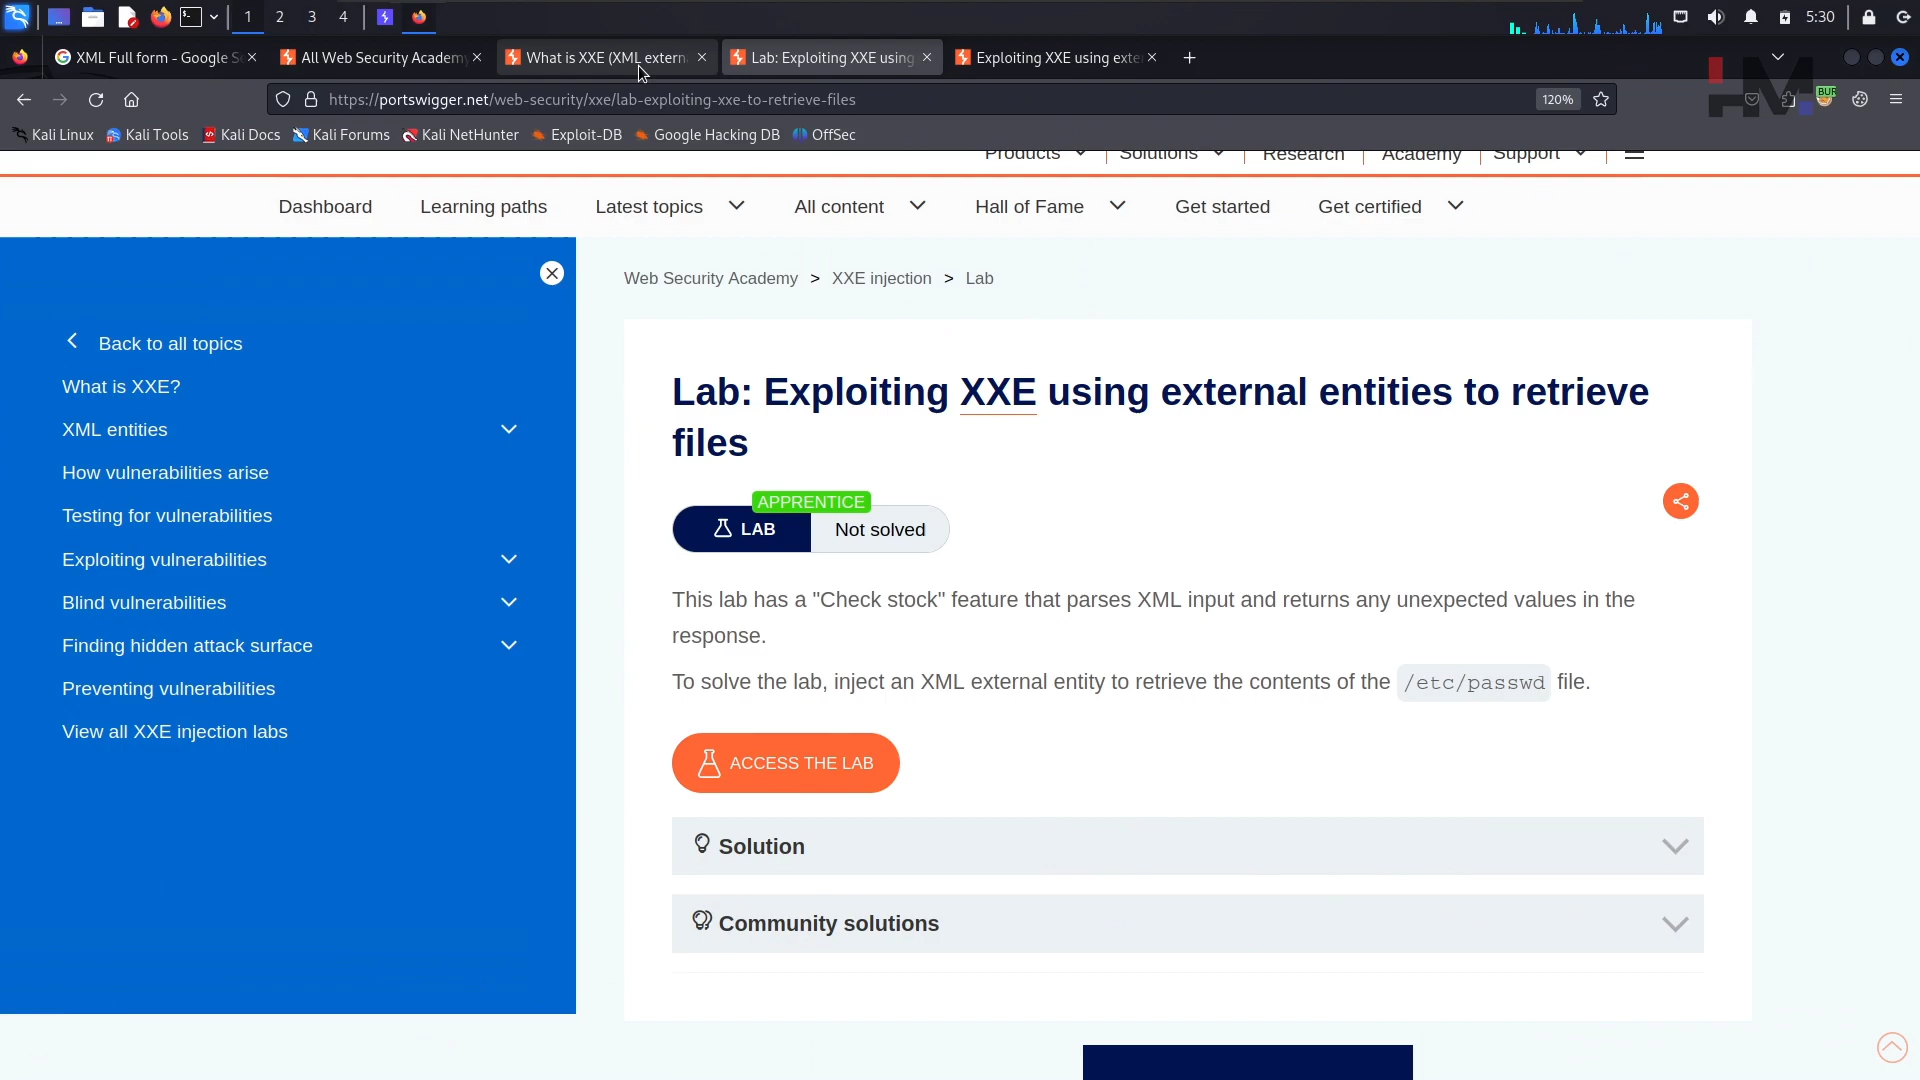 1
2
3
4
5:30
XML Full form - Google S
All Web Security Academy
What is XXE (XML extern
Lab: Exploiting XXE using
Exploiting XXE using exte
https://portswigger.net/web-security/xxe/lab-exploiting-xxe-to-retrieve-files
120%
BUR
HM
Kali Linux
Kali Tools
Kali Docs
Kali Forums
Kali NetHunter
Exploit-DB
Google Hacking DB
OffSec
Products
Solutions
Research
Academy
Support
Dashboard
Learning paths
Latest topics
All content
Hall of Fame
Get started
Get certified
Back to all topics
What is XXE?
XML entities
How vulnerabilities arise
Testing for vulnerabilities
Exploiting vulnerabilities
Blind vulnerabilities
Finding hidden attack surface
Preventing vulnerabilities
View all XXE injection labs
Web Security Academy > XXE injection > Lab
Lab: Exploiting XXE using external entities to retrieve
files
APPRENTICE
LAB
Not solved
This lab has a "Check stock" feature that parses XML input and returns any unexpected values in the
response.
To solve the lab, inject an XML external entity to retrieve the contents of the /etc/passwd file.
ACCESS THE LAB
Solution
Community solutions